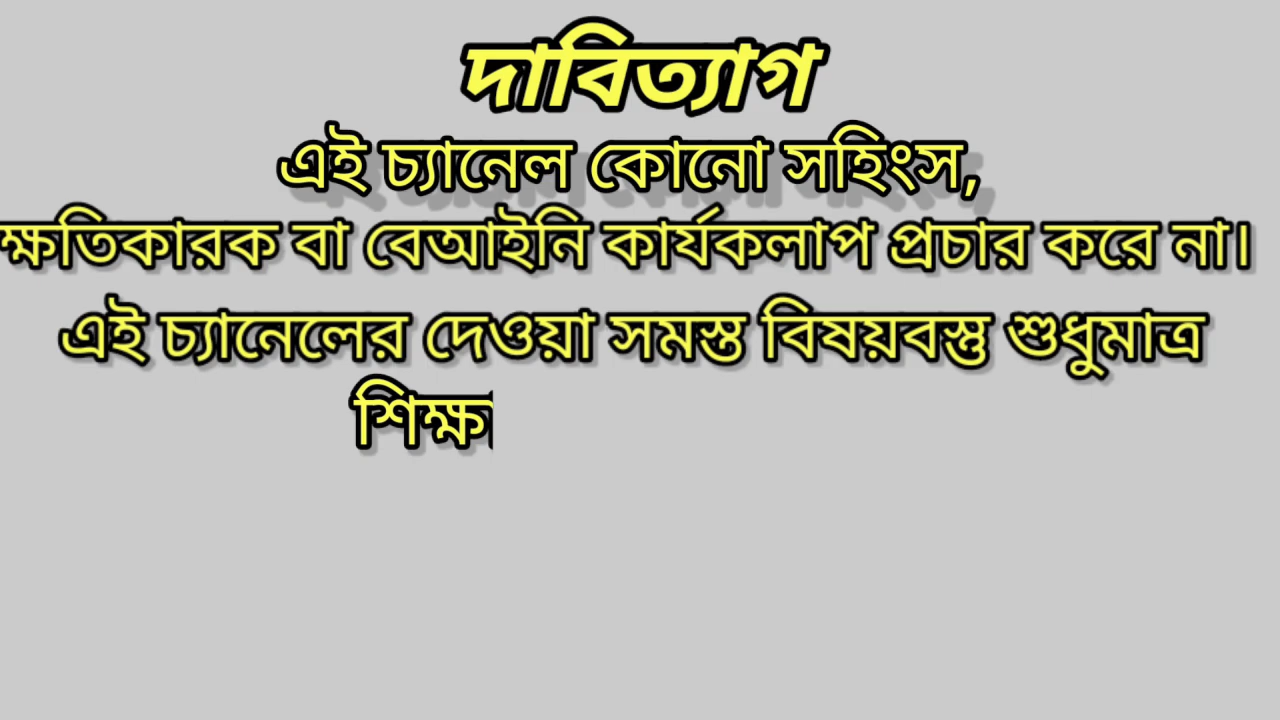 দাবিত্যাগ
এই চ্যানেল কোনো সহিংস,
ক্ষতিকারক বা বেআইনি কার্যকলাপ প্রচার করে না।
এই চ্যানেলের দেওয়া সমস্ত বিষয়বস্তু শুধুমাত্র